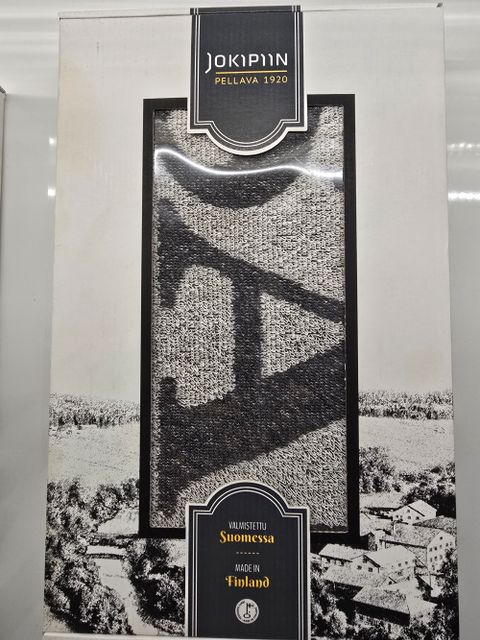 JOKIPIIN
PELLAVA 1920
A
VALMISTETTU
Suomessa
MADE IN
Finland